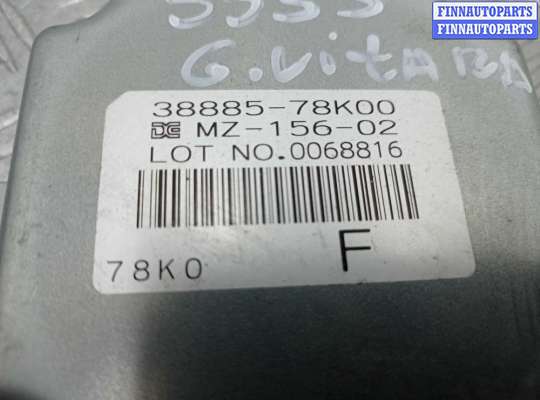 FINNAUTOPARTS
FINNAUTOPARTS
G.VitARA
38885-78K00
MZ-156-02
LOT NO.0068816
78K0
F